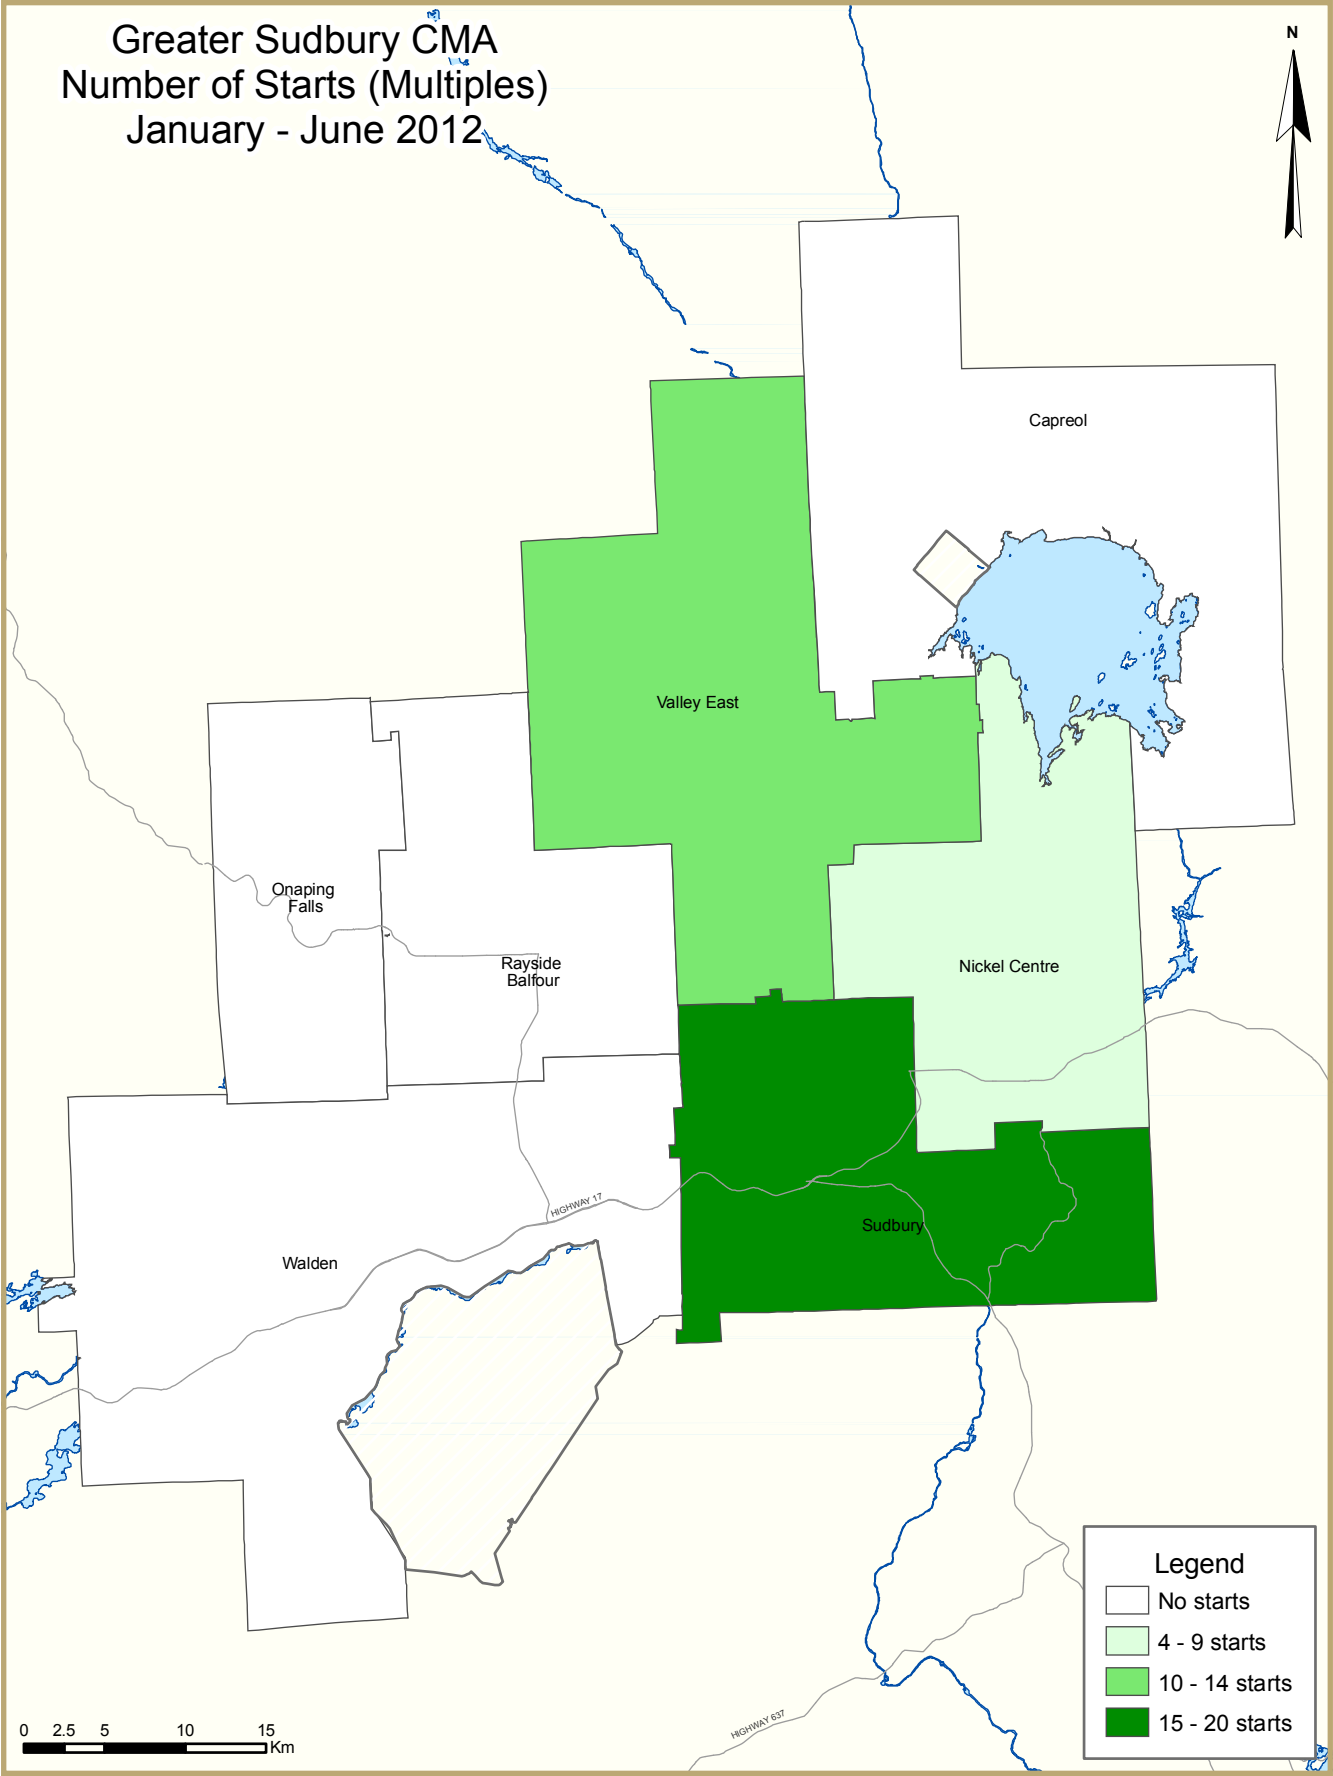 Greater Sudbury CMA
Number of Starts (Multiples)
January - June 2012
N
Capreol
Valley East
Onaping
Falls
Rayside
Balfour
Nickel Centre
HIGHWAY 17
Sudbury
Walden
HIGHWAY 637
Legend
No starts
4 - 9 starts
10 - 14 starts
15 - 20 starts
0 2.5 5 10 15
Km